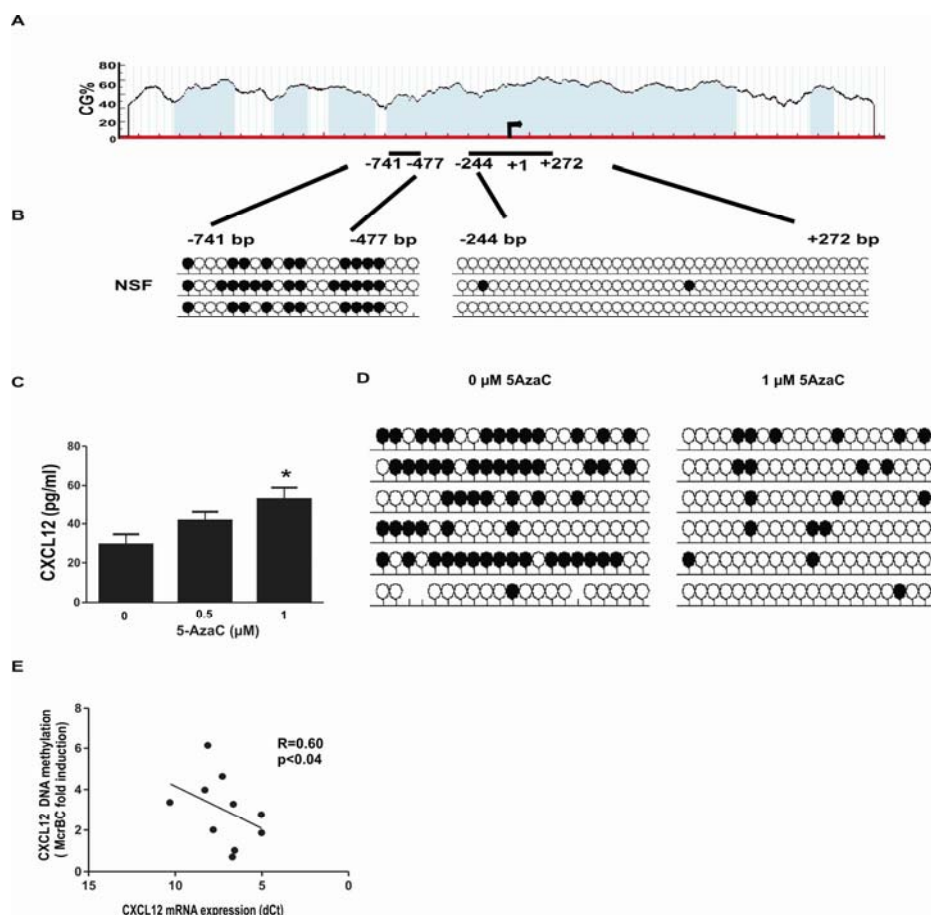 A
CG%
80
60
40
20
0
-741 -477 -244 +1 +272
B
-741 bp -477 bp -244 bp +272 bp
NSF
C
CXCL12 (pg/ml)
80
60
40
20
0
0 0.5 1
*
5-AzaC (µM)
D
0 µM 5AzaC 1 µM 5AzaC
E
CXCL12 DNA methylation
( McrBC fold induction)
8
6
4
2
0
R=0.60
p<0.04
15 10 5 0
CXCL12 mRNA expression (dCt)